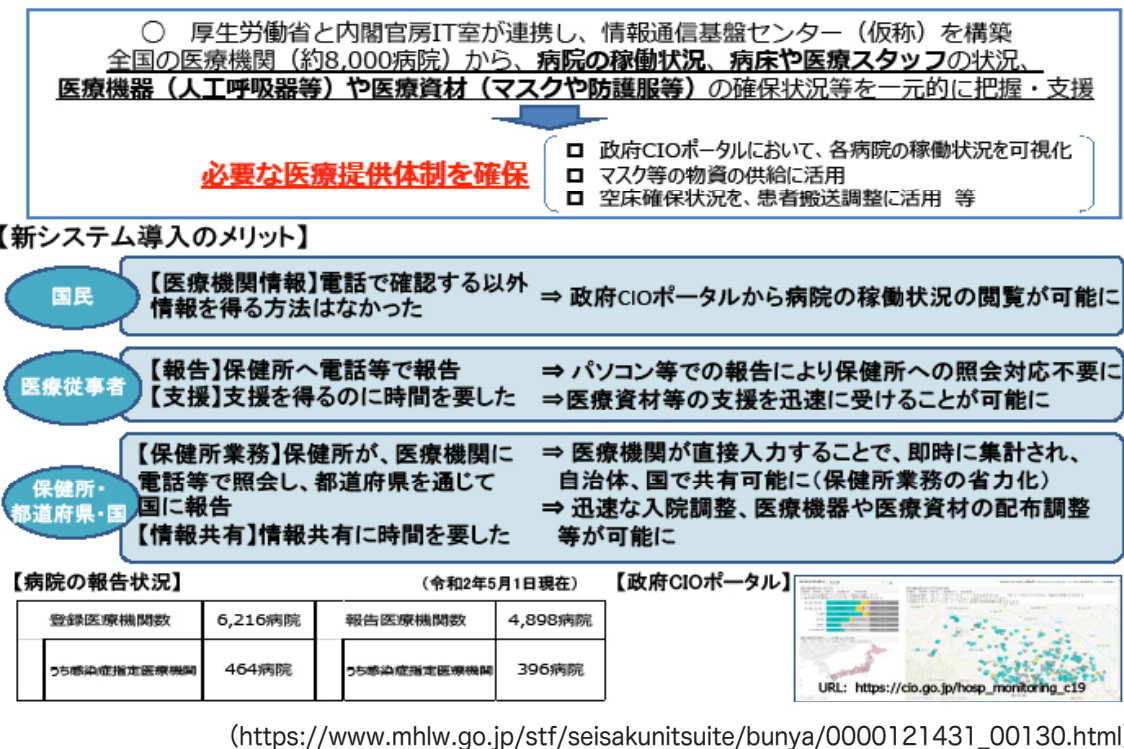 ○ 厚生労働省と内閣官房IT室が連携し、情報通信基盤センター（仮称）を構築
全国の医療機関（約8,000病院）から、病院の稼働状況、病床や医療スタッフの状況、
医療機器（人工呼吸器等）や医療資材（マスクや防護服等）の確保状況等を一元的に把握・支援
必要な医療提供体制を確保
□ 政府CIOポータルにおいて、各病院の稼働状況を可視化
□ マスク等の物資の供給に活用
□ 空床確保状況を、患者搬送調整に活用 等
【新システム導入のメリット】
国民
【医療機関情報】電話で確認する以外
情報を得る方法はなかった
⇒ 政府CIOポータルから病院の稼働状況の閲覧が可能に
医療従事者
【報告】保健所へ電話等で報告
【支援】支援を得るのに時間を要した
⇒ パソコン等での報告により保健所への照会対応不要に
⇒医療資材等の支援を迅速に受けることが可能に
保健所・
都道府県・国
【保健所業務】保健所が、医療機関に
電話等で照会し、都道府県を通じて
国に報告
【情報共有】情報共有に時間を要した
⇒ 医療機関が直接入力することで、即時に集計され、
自治体、国で共有可能に（保健所業務の省力化）
⇒ 迅速な入院調整、医療機器や医療資材の配布調整
等が可能に
【病院の報告状況】
（令和2年5月1日現在）
登録医療機関数 6,216病院 報告医療機関数 4,898病院
うち感染症指定医療機関 464病院 うち感染症指定医療機関 396病院
【政府CIOポータル】
URL: https://cio.go.jp/hosp_monitoring_c19
(https://www.mhlw.go.jp/stf/seisakunitsuite/bunya/0000121431_00130.html)